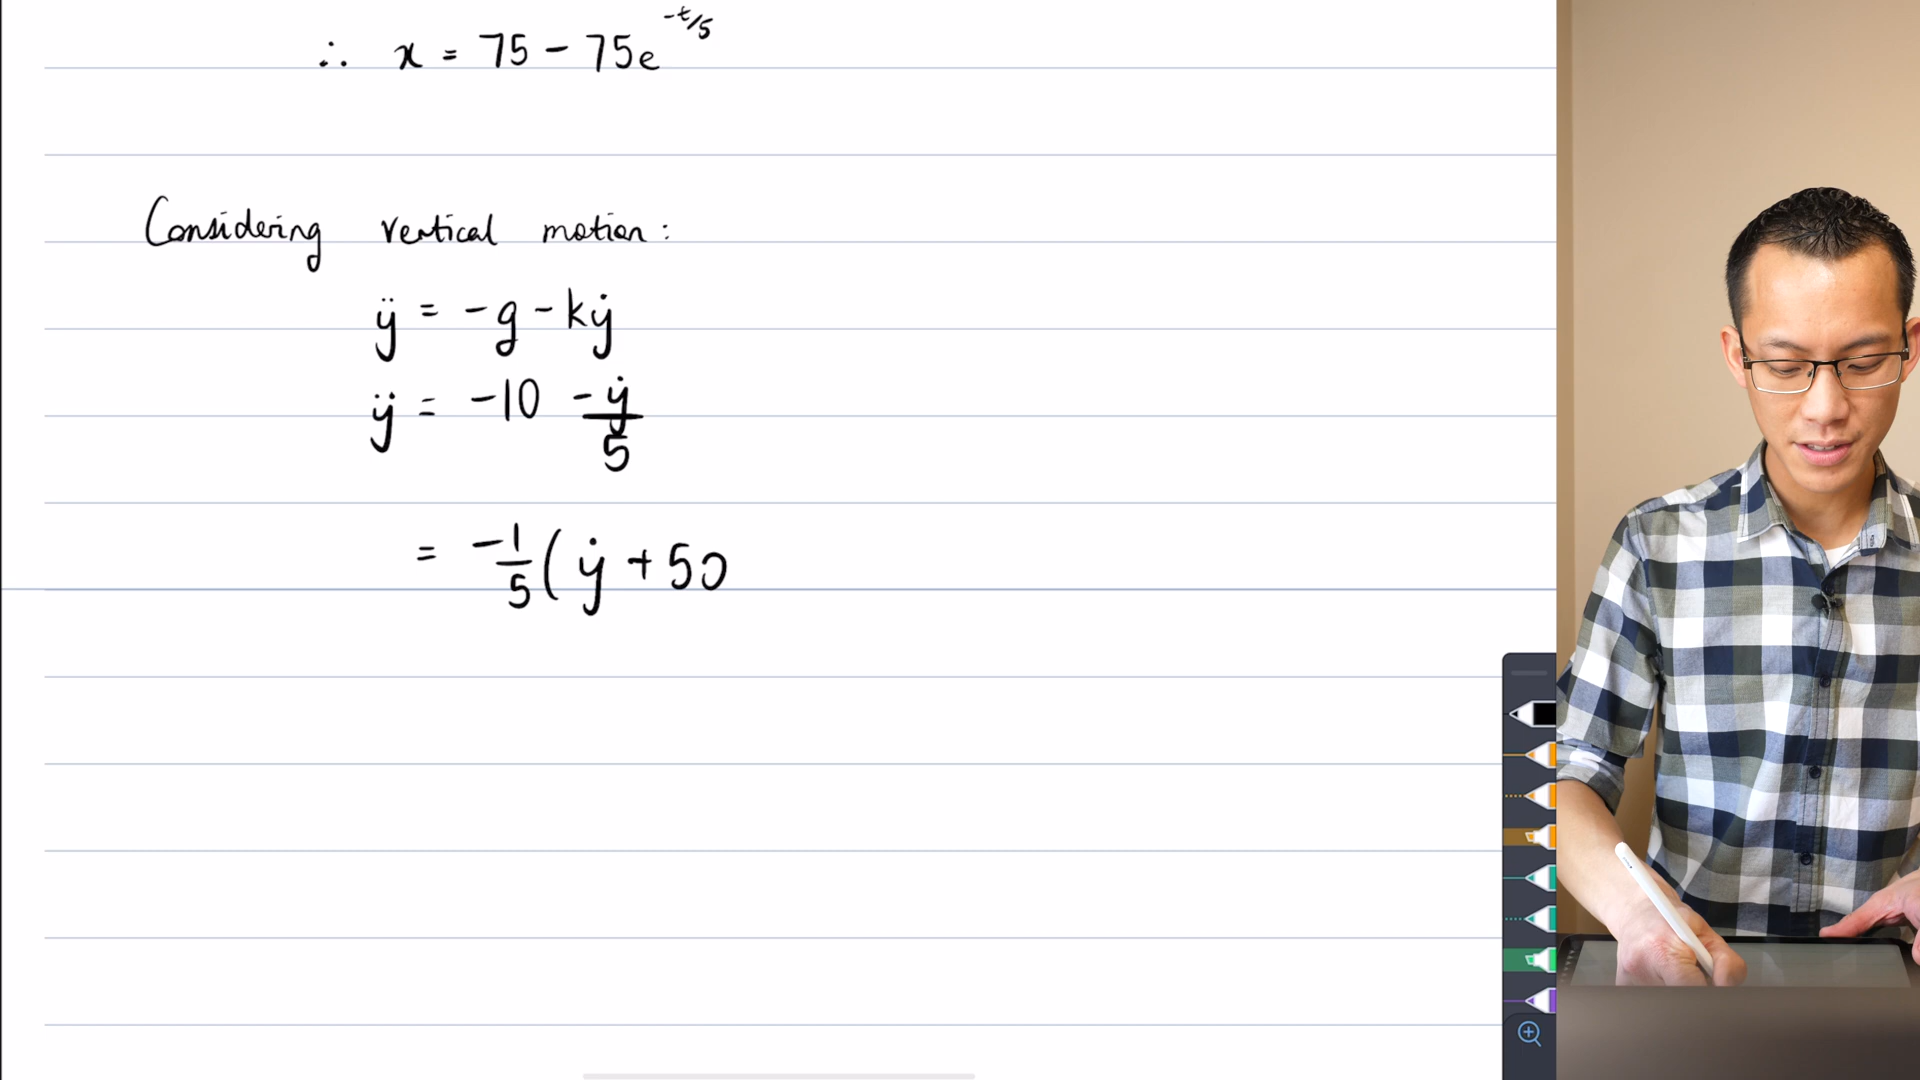 ∴ x = 75 - 75e^{-t/5}
Considering vertical motion:
ÿ = -g - kẏ
ÿ = -10 - ẏ/5
= -1/5(ẏ + 50